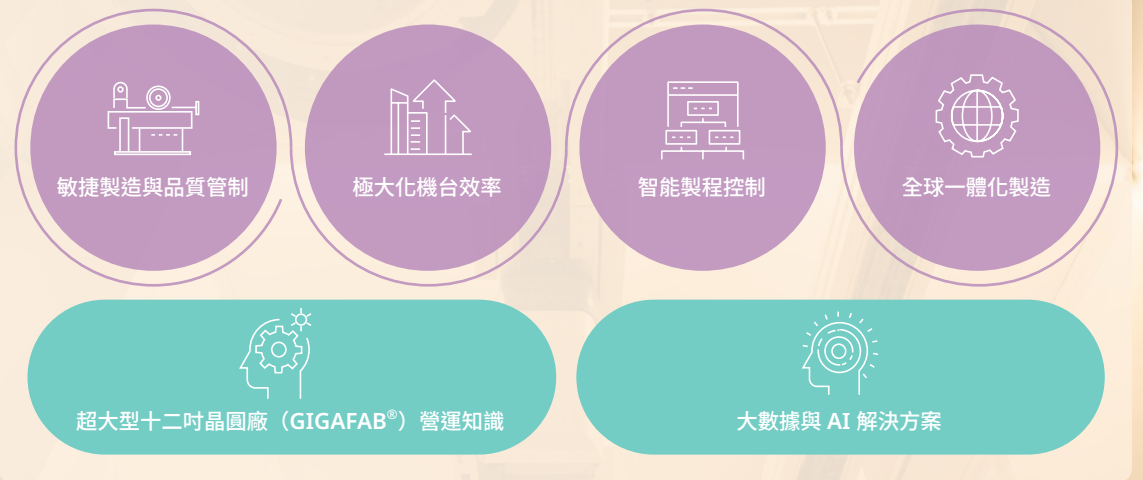 敏捷製造與品質管制
極大化機台效率
智能製程控制
全球一體化製造
超大型十二吋晶圓廠（GIGAFAB®）營運知識
大數據與 AI 解決方案